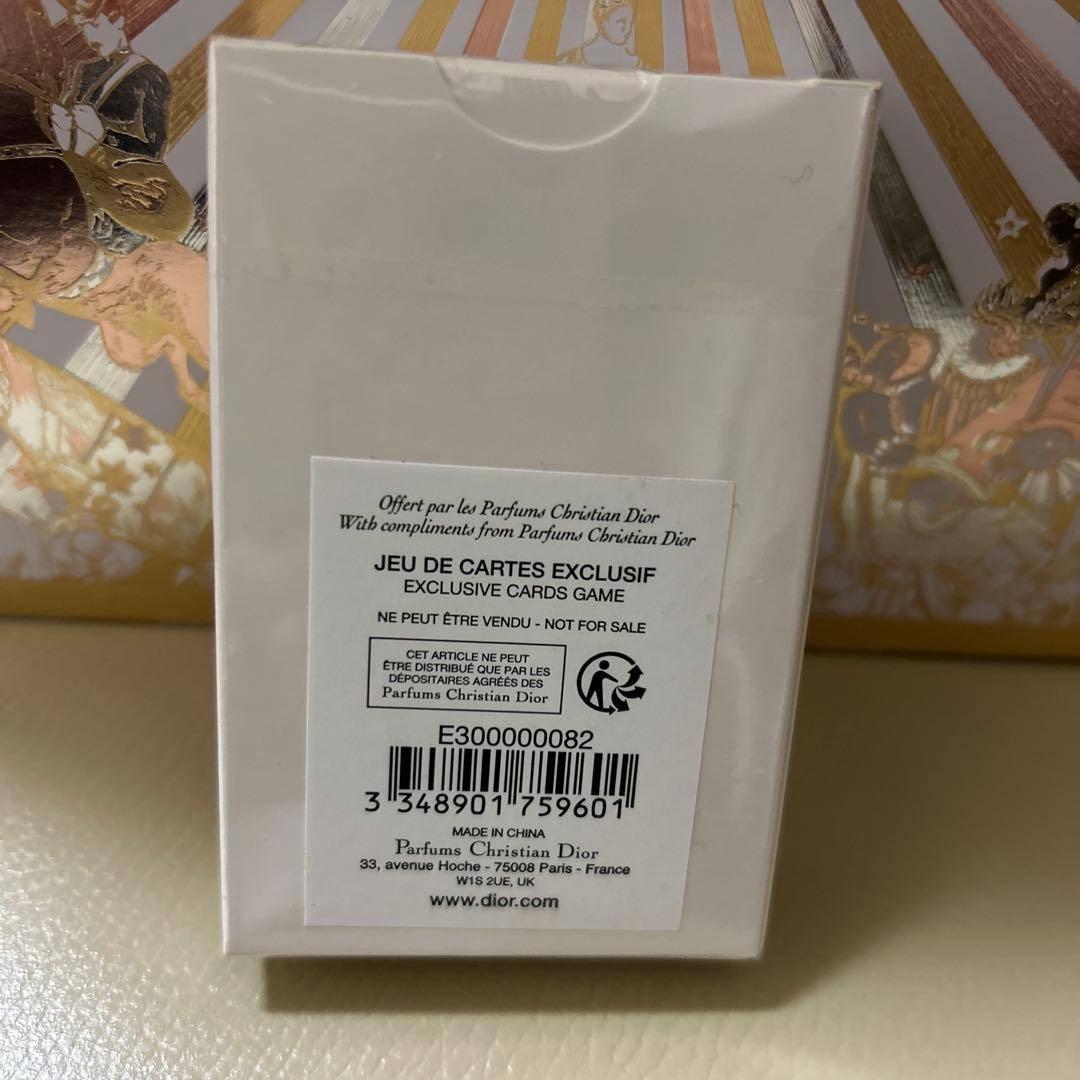 Offert par les Parfums Christian Dior
With compliments from Parfums Christian Dior
JEU DE CARTES EXCLUSIF
EXCLUSIVE CARDS GAME
NE PEUT ÊTRE VENDU - NOT FOR SALE
CET ARTICLE NE PEUT
ÊTRE DISTRIBUÉ QUE PAR LES
DÉPOSITAIRES AGRÉÉS DES
Parfums Christian Dior
E300000082
3 348901 759601
MADE IN CHINA
Parfums Christian Dior
33, avenue Hoche - 75008 Paris - France
W1S 2UE, UK
www.dior.com